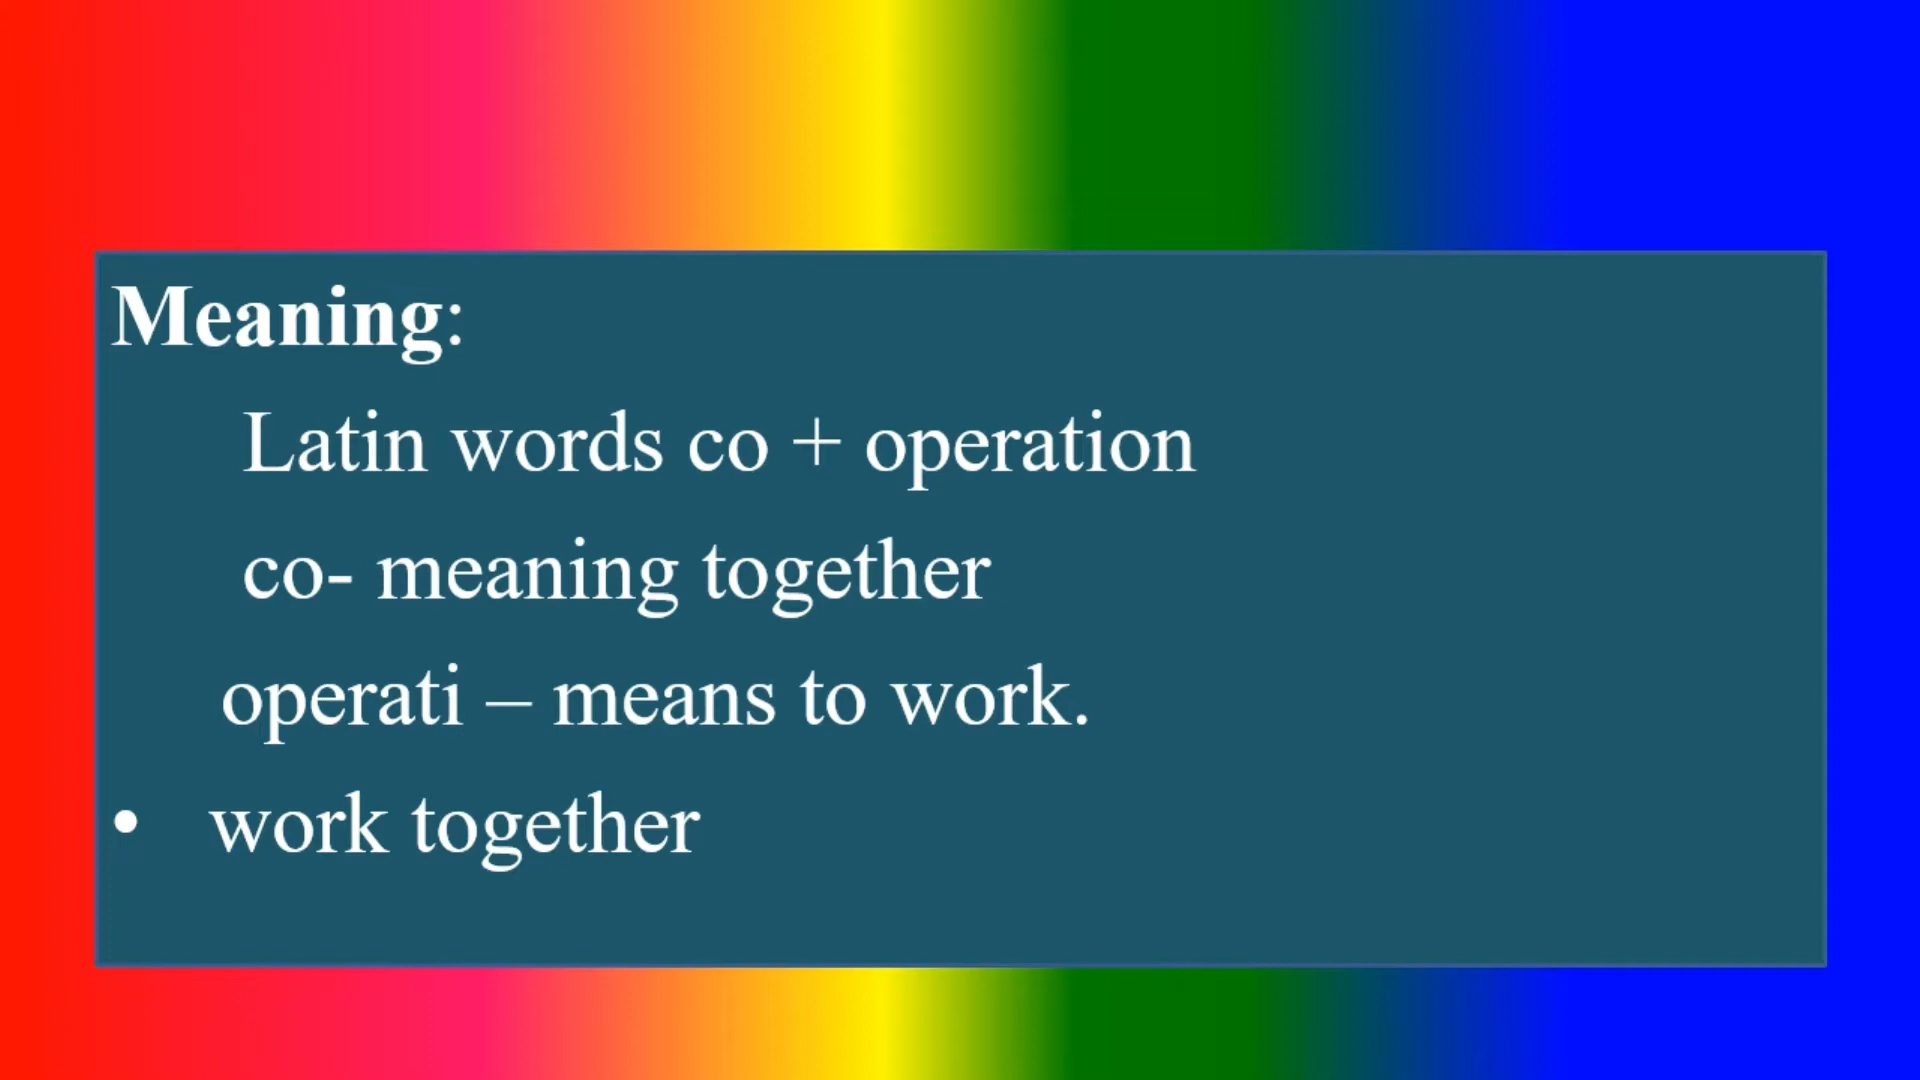 Meaning:
Latin words co + operation
co- meaning together
operati – means to work.
• work together